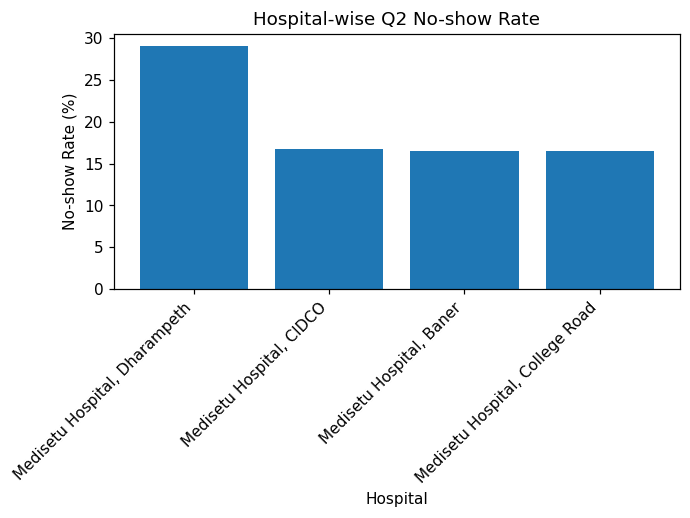 Hospital-wise Q2 No-show Rate
No-show Rate (%)
30
25
20
15
10
5
0
Medisetu Hospital, Dharampeth
Medisetu Hospital, CIDCO
Medisetu Hospital, Baner
Medisetu Hospital, College Road
Hospital